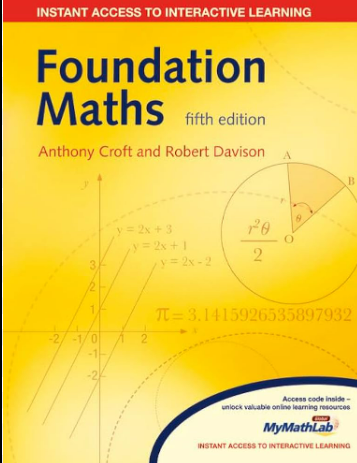 INSTANT ACCESS TO INTERACTIVE LEARNING
Foundation
Maths fifth edition
Anthony Croft and Robert Davison
A
B
y
r
θ
r²θ
2
O
y = 2x + 3
y = 2x + 1
y = 2x - 2
3
2
1
-1 0 1 2 x
-1
-2
π = 3.1415926535897932
Access code inside –
unlock valuable online learning resources
Global
MyMathLab
INSTANT ACCESS TO INTERACTIVE LEARNING